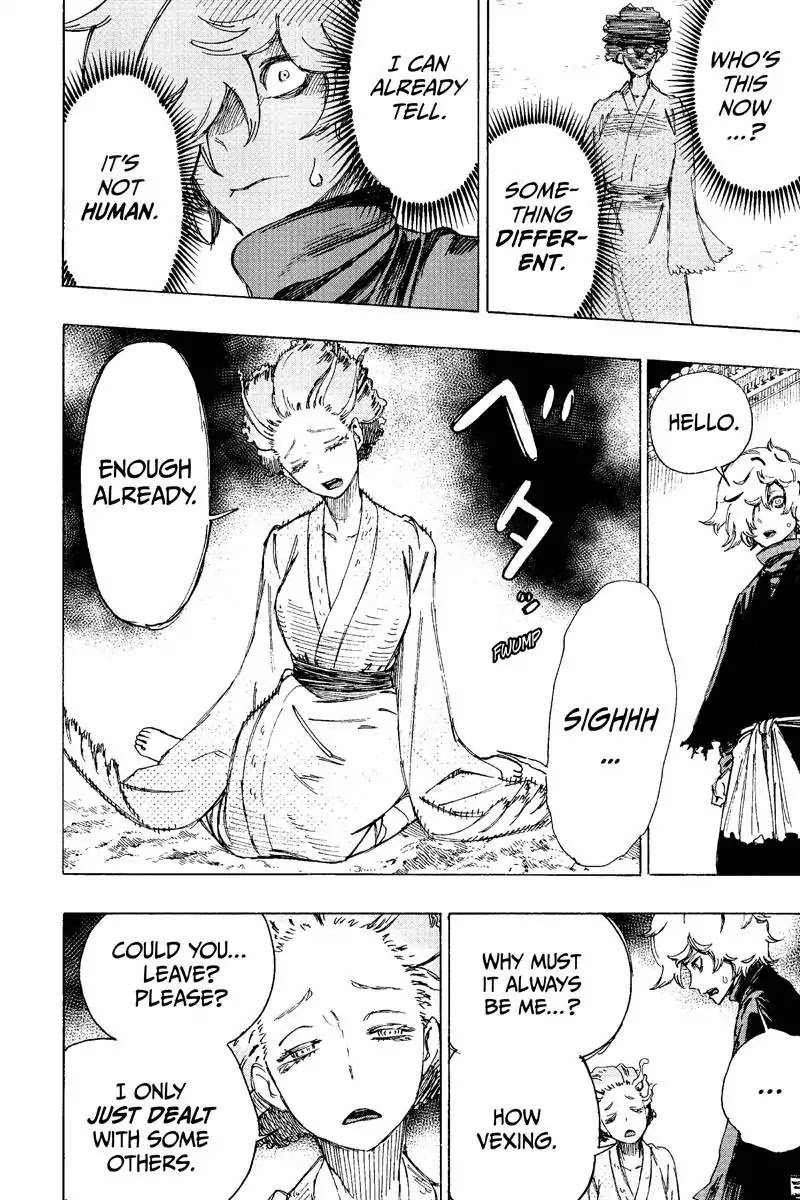 WHO'S
THIS
NOW
...?
SOME-
THING
DIFFER-
ENT.
I CAN
ALREADY
TELL.
IT'S
NOT
HUMAN.
HELLO.
SIGHHH
...
ベタ
FWUMP
ENOUGH
ALREADY.
...
WHY MUST
IT ALWAYS
BE ME...?
HOW
VEXING.
COULD YOU...
LEAVE?
PLEASE?
I ONLY
JUST DEALT
WITH SOME
OTHERS.